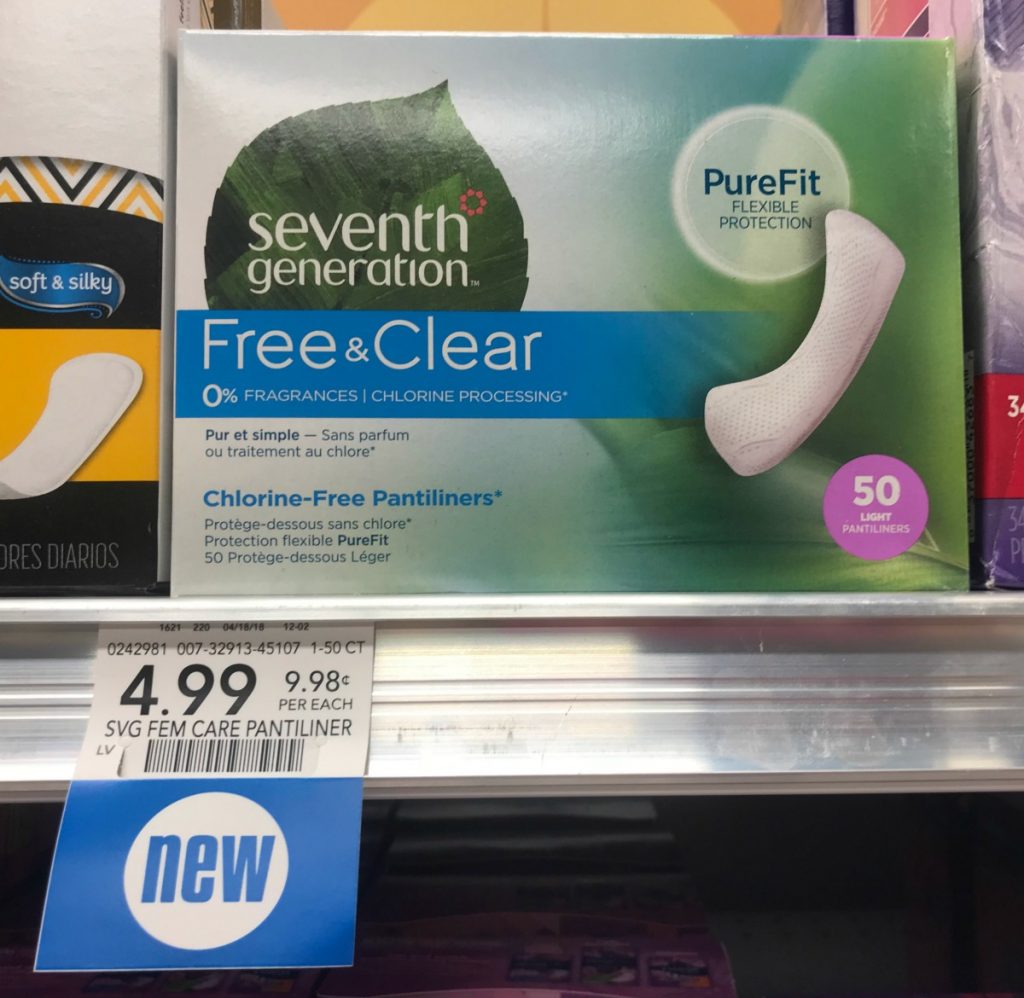 seventh
generation™
Free & Clear
0% FRAGRANCES | CHLORINE PROCESSING*
Pur et simple — Sans parfum
ou traitement au chlore*
Chlorine-Free Pantiliners*
Protège-dessous sans chlore*
Protection flexible PureFit
50 Protège-dessous Léger
PureFit
FLEXIBLE
PROTECTION
50
LIGHT
PANTILINERS
soft & silky
DIARIOS
34
1621 220 04/18/18 12-02
0242981 007-32913-45107 1-50 CT
4.99 9.98¢
PER EACH
SVG FEM CARE PANTILINER
LV
new